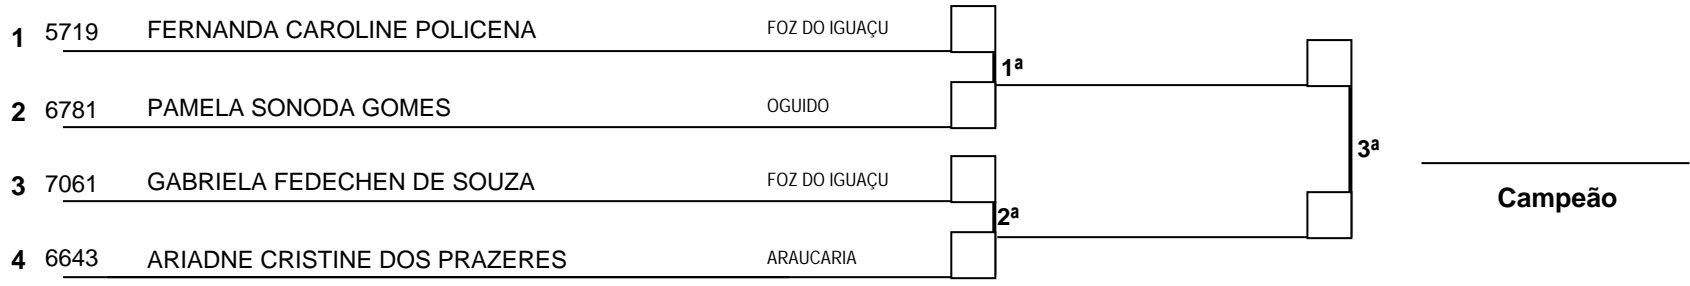 1 5719 FERNANDA CAROLINE POLICENA FOZ DO IGUAÇU
1ª
2 6781 PAMELA SONODA GOMES OGUIDO
3ª
3 7061 GABRIELA FEDECHEN DE SOUZA FOZ DO IGUAÇU
Campeão
2ª
4 6643 ARIADNE CRISTINE DOS PRAZERES ARAUCARIA